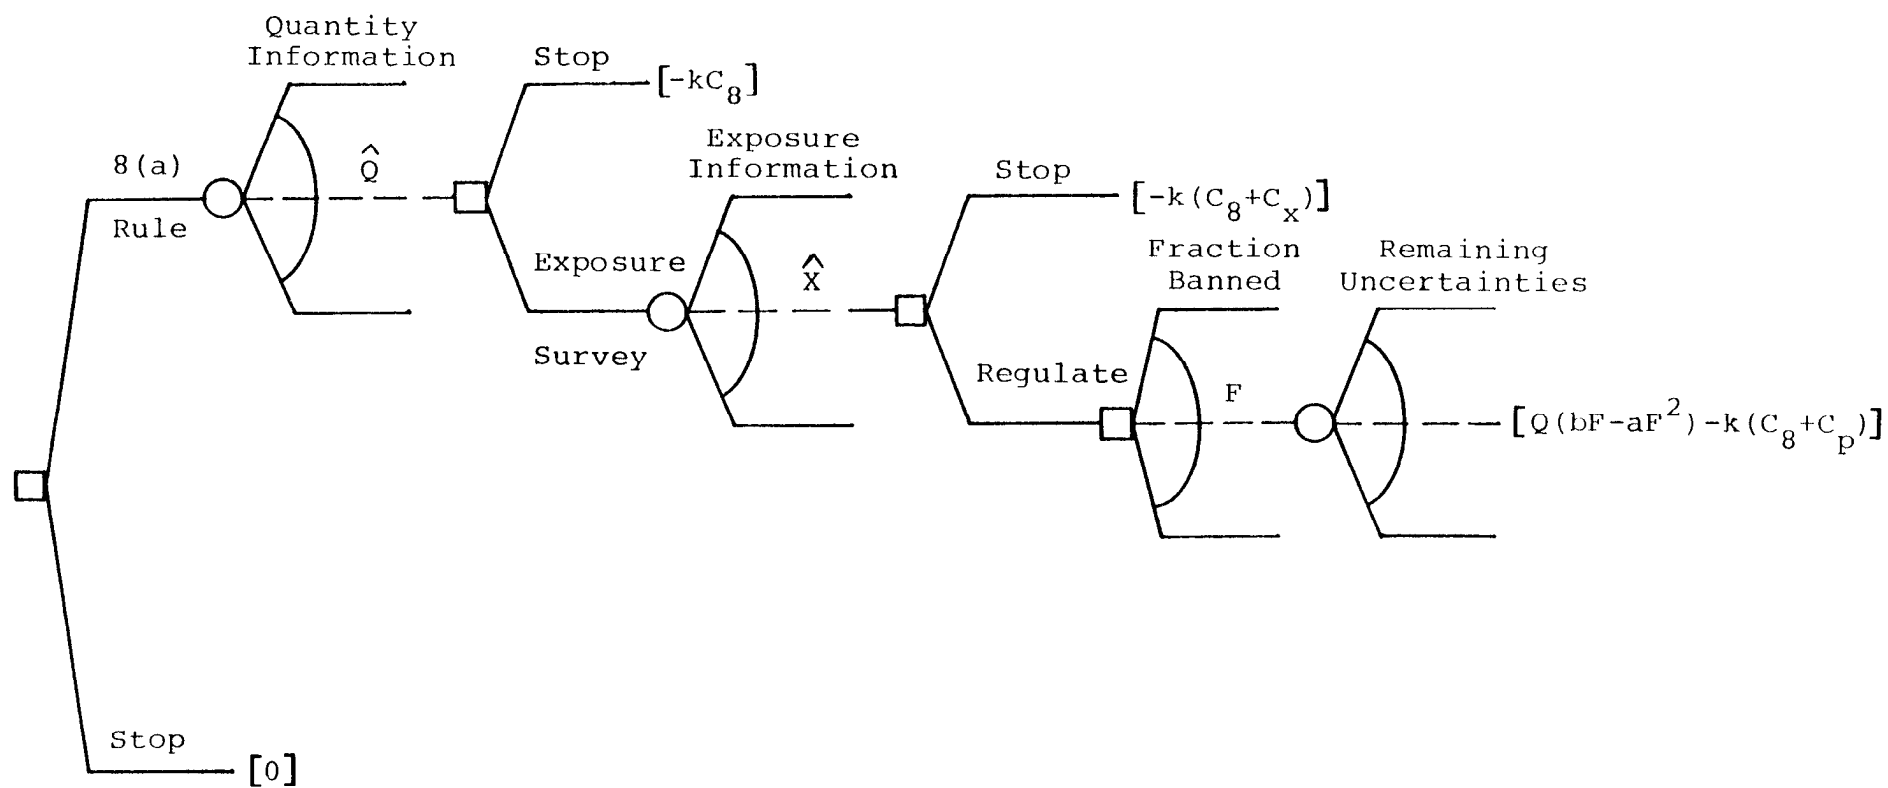 Quantity
Information
Stop
[-kC₈]
8(a)
Rule
Q̂
Exposure
Information
Exposure
Survey
X̂
Stop
[-k(C₈+Cₓ)]
Fraction
Banned
Remaining
Uncertainties
Regulate
F
[Q(bF-aF²)-k(C₈+Cₚ)]
Stop
[0]